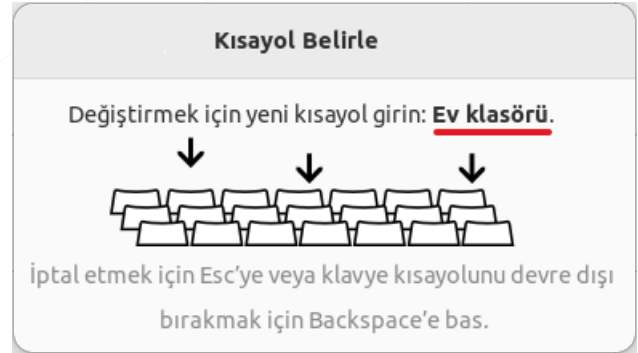 Kısayol Belirle
Değiştirmek için yeni kısayol girin: Ev klasörü.
İptal etmek için Esc'ye veya klavye kısayolunu devre dışı
bırakmak için Backspace'e bas.